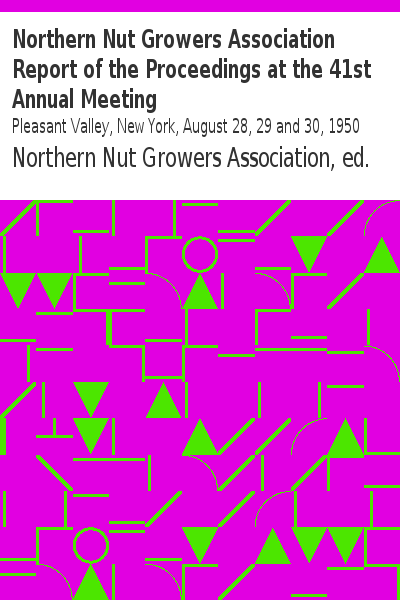 Northern Nut Growers Association
Report of the Proceedings at the 41st
Annual Meeting
Pleasant Valley, New York, August 28, 29 and 30, 1950
Northern Nut Growers Association, ed.